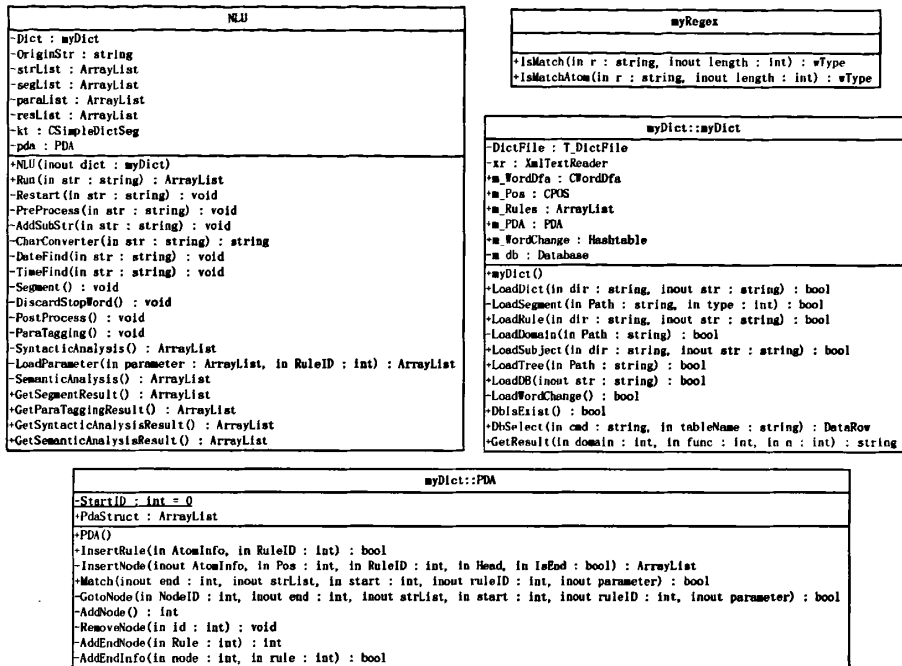 NLU
-Dict : myDict
-OriginStr : string
-strList : ArrayList
-segList : ArrayList
-paraList : ArrayList
-resList : ArrayList
-kt : CSimpleDictSeg
-pda : PDA
+NLU(inout dict : myDict)
+Run(in str : string) : ArrayList
-Restart(in str : string) : void
-PreProcess(in str : string) : void
-AddSubStr(in str : string) : void
-CharConverter(in str : string) : string
-DateFind(in str : string) : void
-TimeFind(in str : string) : void
-Segment() : void
-DiscardStopWord() : void
-PostProcess() : void
-ParaTagging() : void
-SyntacticAnalysis() : ArrayList
-LoadParameter(in parameter : ArrayList, in RuleID : int) : ArrayList
-SemanticAnalysis() : ArrayList
+GetSegmentResult() : ArrayList
+GetParaTaggingResult() : ArrayList
+GetSyntacticAnalysisResult() : ArrayList
+GetSemanticAnalysisResult() : ArrayList
myRegex
+IsMatch(in r : string, inout length : int) : wType
+IsMatchAtom(in r : string, inout length : int) : wType
myDict::myDict
-DictFile : T_DictFile
-xr : XmlTextReader
+m_WordDfa : CWordDfa
+m_Pos : CPOS
+m_Rules : ArrayList
+m_PDA : PDA
+m_WordChange : Hashtable
-m_db : Database
+myDict()
+LoadDict(in dir : string, inout str : string) : bool
-LoadSegment(in Path : string, in type : int) : bool
+LoadRule(in dir : string, inout str : string) : bool
-LoadDomain(in Path : string) : bool
+LoadSubject(in dir : string, inout str : string) : bool
+LoadTree(in Path : string) : bool
+LoadDB(inout str : string) : bool
-LoadWordChange() : bool
+DbIsExist() : bool
+DbSelect(in cmd : string, in tableName : string) : DataRow
+GetResult(in domain : int, in func : int, in n : int) : string
myDict::PDA
-StartID : int = 0
+PdaStruct : ArrayList
+PDA()
+InsertRule(in AtomInfo, in RuleID : int) : bool
-InsertNode(inout AtomInfo, in Pos : int, in RuleID : int, in Head, in IsEnd : bool) : ArrayList
+Match(inout end : int, inout strList, in start : int, inout ruleID : int, inout parameter) : bool
-GotoNode(in NodeID : int, inout end : int, inout strList, in start : int, inout ruleID : int, inout parameter) : bool
-AddNode() : int
-RemoveNode(in id : int) : void
-AddEndNode(in Rule : int) : int
-AddEndInfo(in node : int, in rule : int) : bool